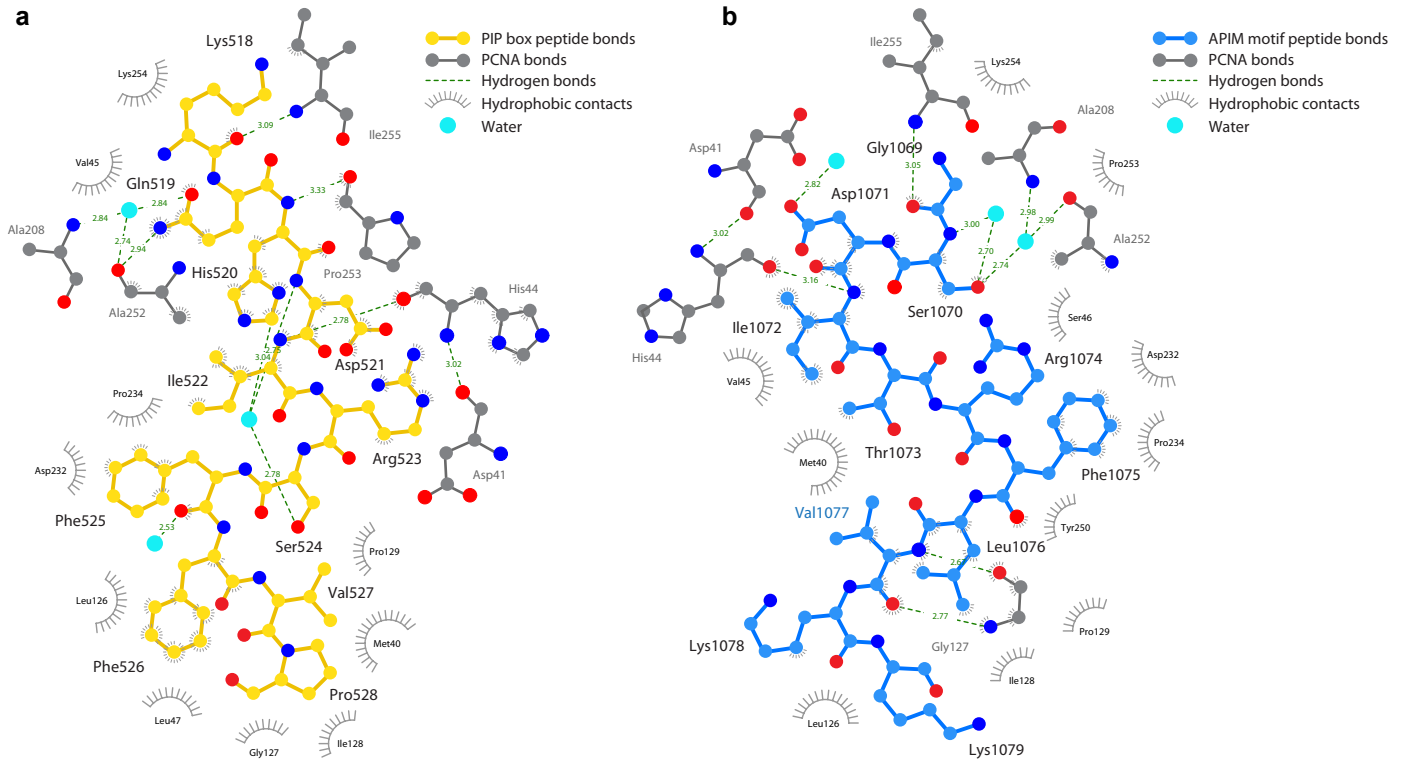 a
Lys518
PIP box peptide bonds
PCNA bonds
Hydrogen bonds
Hydrophobic contacts
Water
Lys254
3.09
Ile255
Val45
Gln519
3.33
2.84
2.84
Ala208
2.74
2.94
His520
Pro253
Ala252
His44
2.78
2.75
3.04
Asp521
3.02
Ile522
Pro234
Arg523
Asp232
Asp41
2.78
Phe525
2.53
Ser524
Pro129
Leu126
Val527
Met40
Phe526
Pro528
Leu47
Gly127
Ile128
b
Ile255
APIM motif peptide bonds
PCNA bonds
Hydrogen bonds
Hydrophobic contacts
Water
Lys254
Ala208
Asp41
Gly1069
3.05
Pro253
2.82
Asp1071
2.98
2.99
3.00
3.02
2.70
2.74
Ala252
3.16
Ser1070
Ser46
Ile1072
His44
Arg1074
Asp232
Val45
Thr1073
Phe1075
Pro234
Met40
Val1077
Tyr250
Leu1076
Pro129
2.77
Lys1078
Gly127
Ile128
Leu126
Lys1079